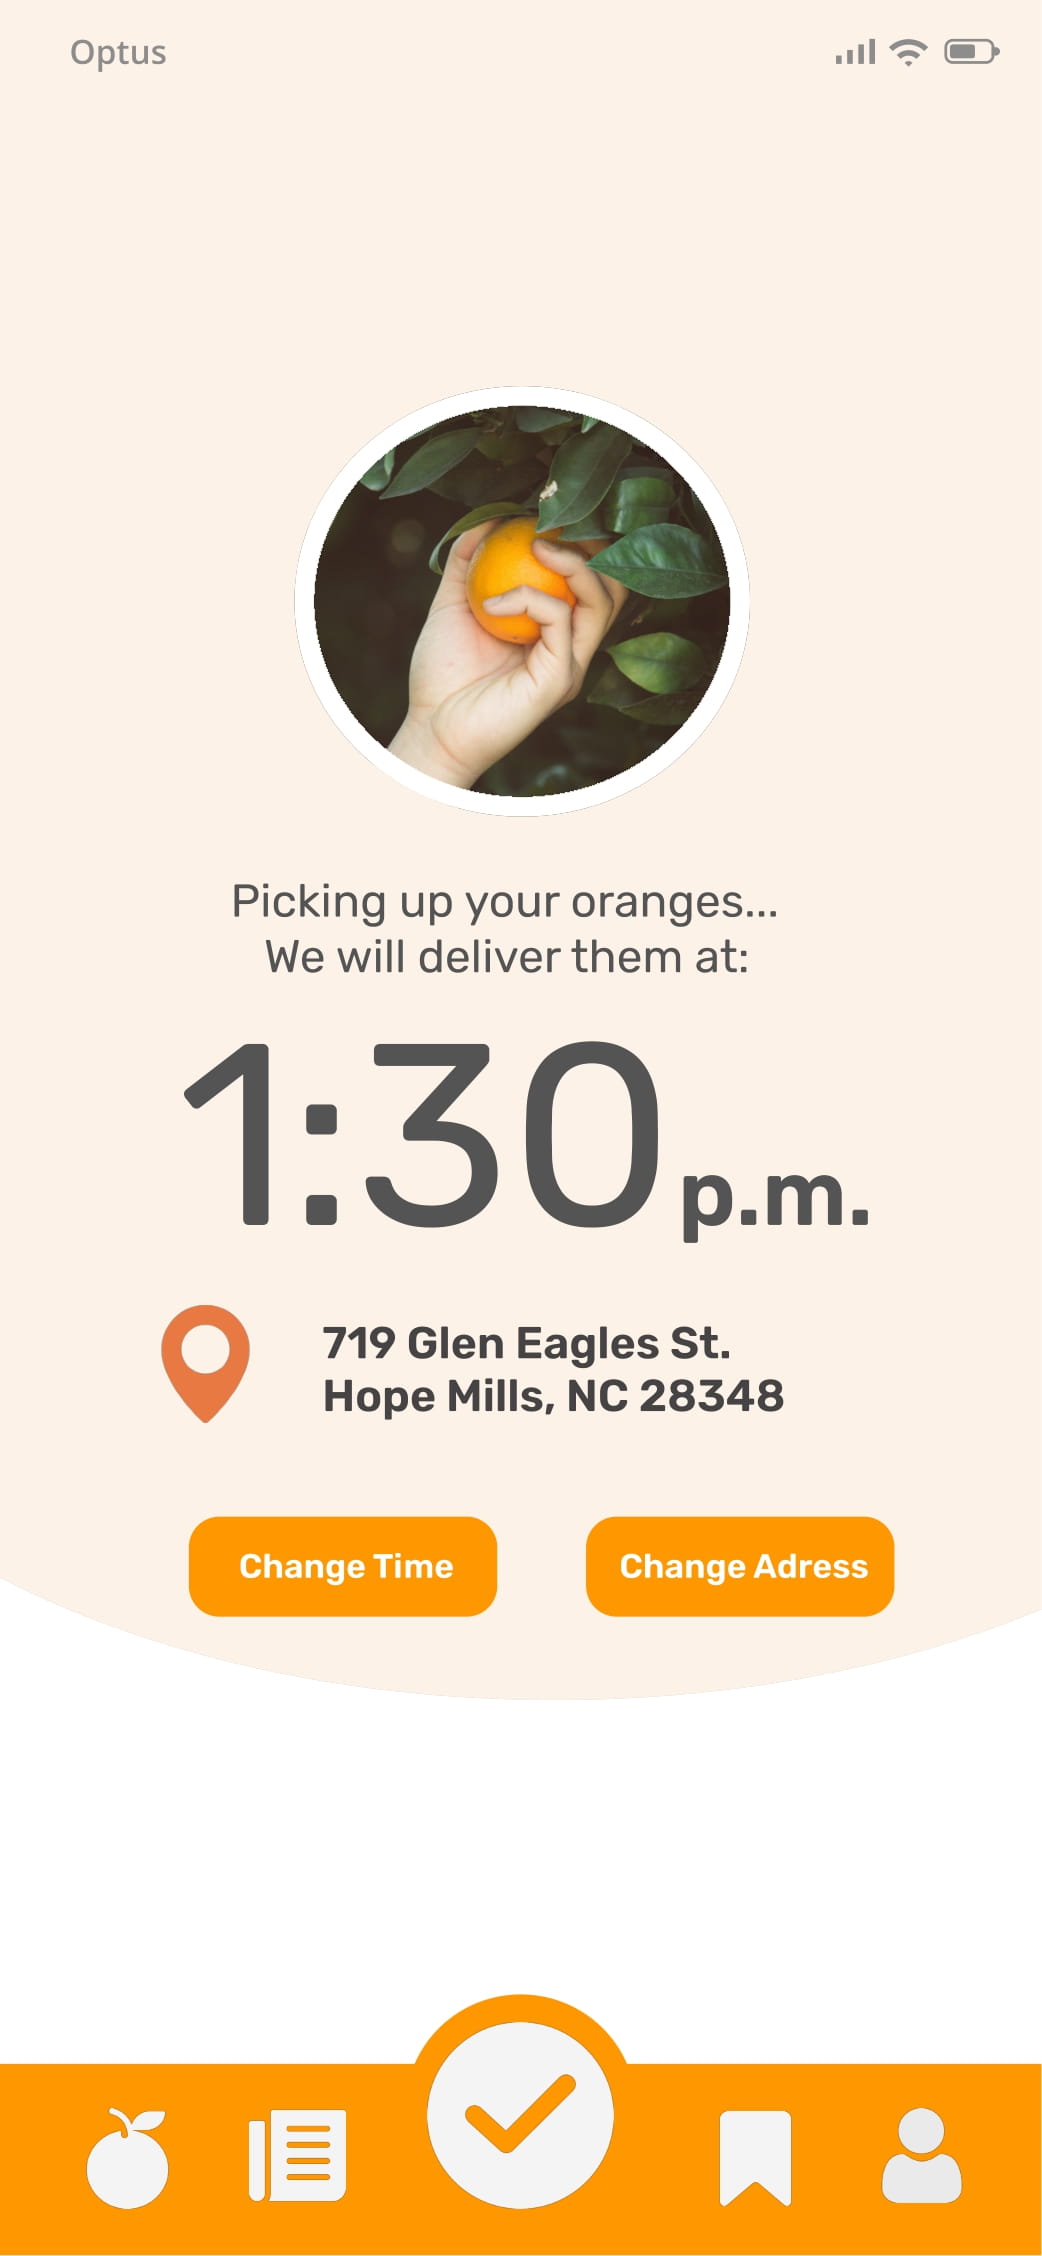 Optus
Picking up your oranges...
We will deliver them at:
1:30 p.m.
719 Glen Eagles St.
Hope Mills, NC 28348
Change Time
Change Adress